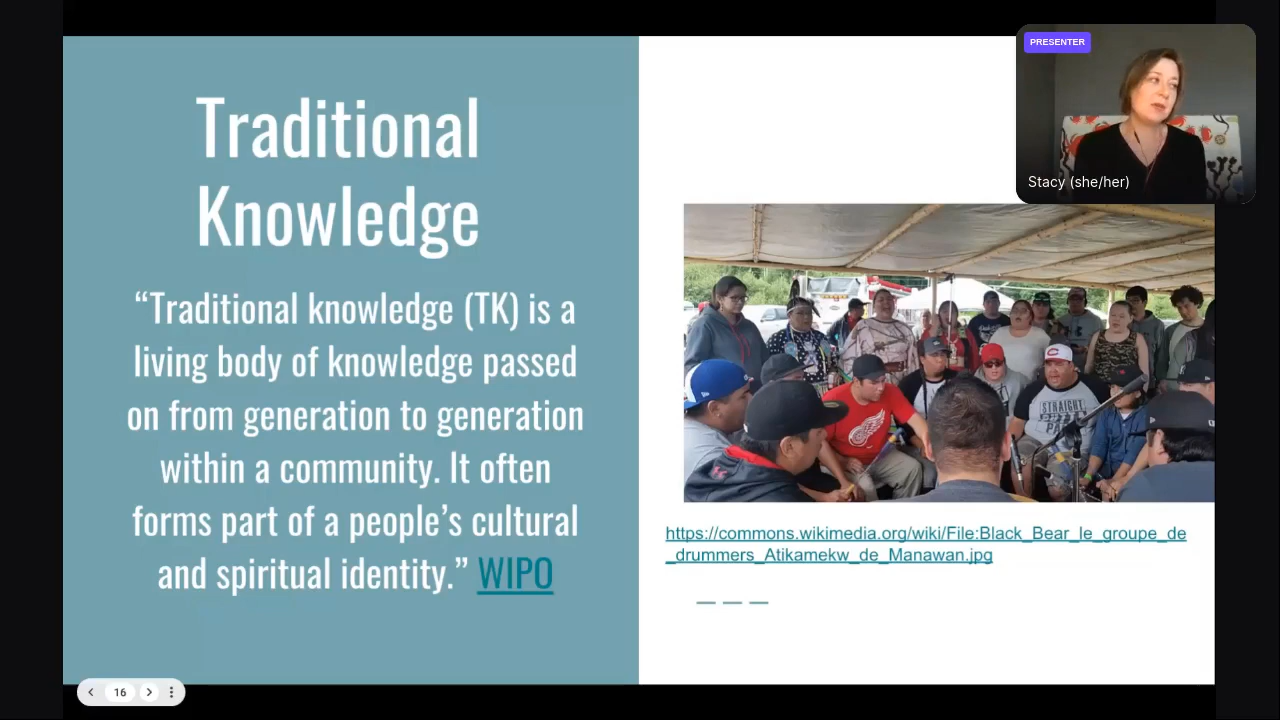 PRESENTER
Stacy (she/her)
Traditional
Knowledge
“Traditional knowledge (TK) is a
living body of knowledge passed
on from generation to generation
within a community. It often
forms part of a people’s cultural
and spiritual identity.” WIPO
STRAIGHT
https://commons.wikimedia.org/wiki/File:Black_Bear_le_groupe_de
_drummers_Atikamekw_de_Manawan.jpg
16